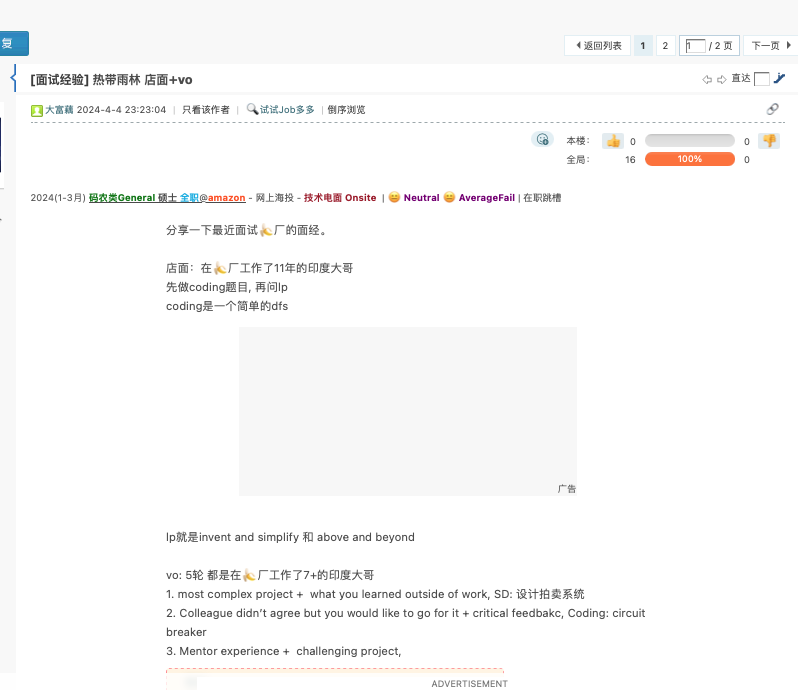 复
返回列表 1 2 1 / 2 页 下一页
[面试经验] 热带雨林 店面+vo
直达
大富藕 2024-4-4 23:23:04 | 只看该作者 | 试试Job多多 | 倒序浏览
本楼： 0 0
全局： 16 100% 0
2024(1-3月) 码农类General 硕士 全职@amazon - 网上海投 - 技术电面 Onsite | 😐 Neutral 😊 AverageFail | 在职跳槽
分享一下最近面试🍌厂的面经。
店面：在🍌厂工作了11年的印度大哥
先做coding题目, 再问lp
coding是一个简单的dfs
广告
lp就是invent and simplify 和 above and beyond
vo: 5轮 都是在🍌厂工作了7+的印度大哥
1. most complex project + what you learned outside of work, SD: 设计拍卖系统
2. Colleague didn’t agree but you would like to go for it + critical feedbakc, Coding: circuit
breaker
3. Mentor experience + challenging project,
ADVERTISEMENT